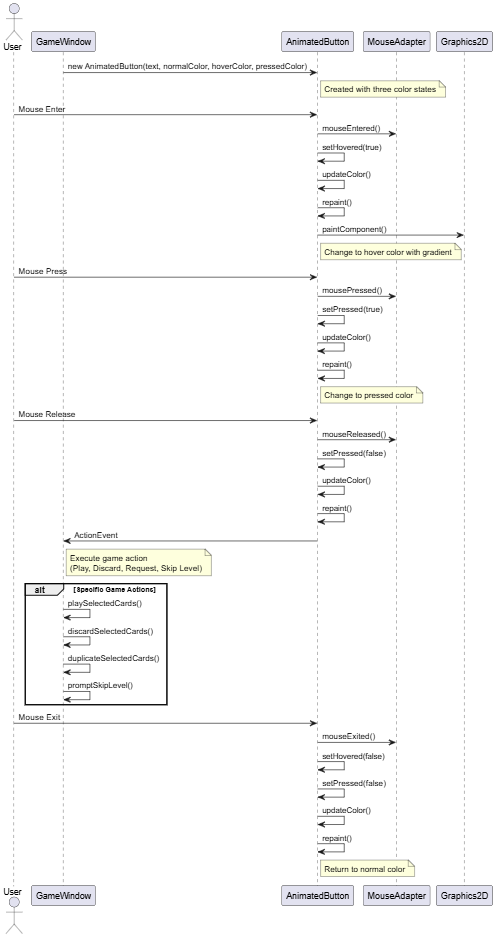 User
GameWindow
AnimatedButton
MouseAdapter
Graphics2D
new AnimatedButton(text, normalColor, hoverColor, pressedColor)
Created with three color states
Mouse Enter
mouseEntered()
setHovered(true)
updateColor()
repaint()
paintComponent()
Change to hover color with gradient
Mouse Press
mousePressed()
setPressed(true)
updateColor()
repaint()
Change to pressed color
Mouse Release
mouseReleased()
setPressed(false)
updateColor()
repaint()
ActionEvent
Execute game action
(Play, Discard, Request, Skip Level)
alt
[Specific Game Actions]
playSelectedCards()
discardSelectedCards()
duplicateSelectedCards()
promptSkipLevel()
Mouse Exit
mouseExited()
setHovered(false)
setPressed(false)
updateColor()
repaint()
Return to normal color
User
GameWindow
AnimatedButton
MouseAdapter
Graphics2D